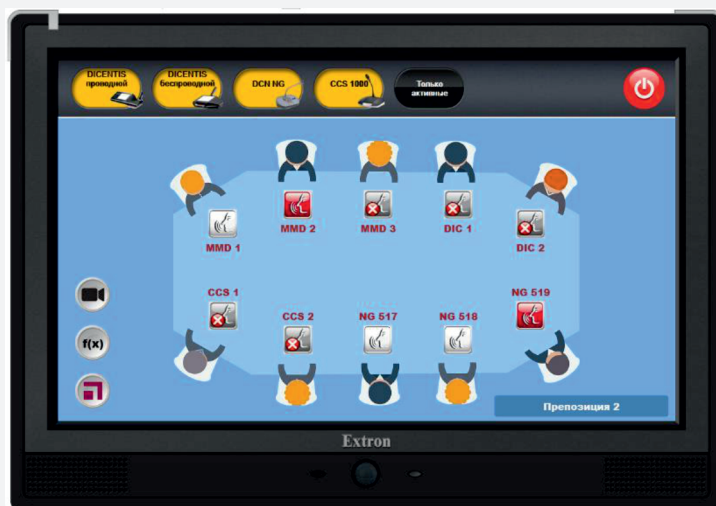 DICENTIS
проводной
DICENTIS
беспроводной
DCN NG
CCS 1000
Только
активные
MMD 1
MMD 2
MMD 3
DIC 1
DIC 2
CCS 1
CCS 2
NG 517
NG 518
NG 519
f(x)
Препозиция 2
Extron